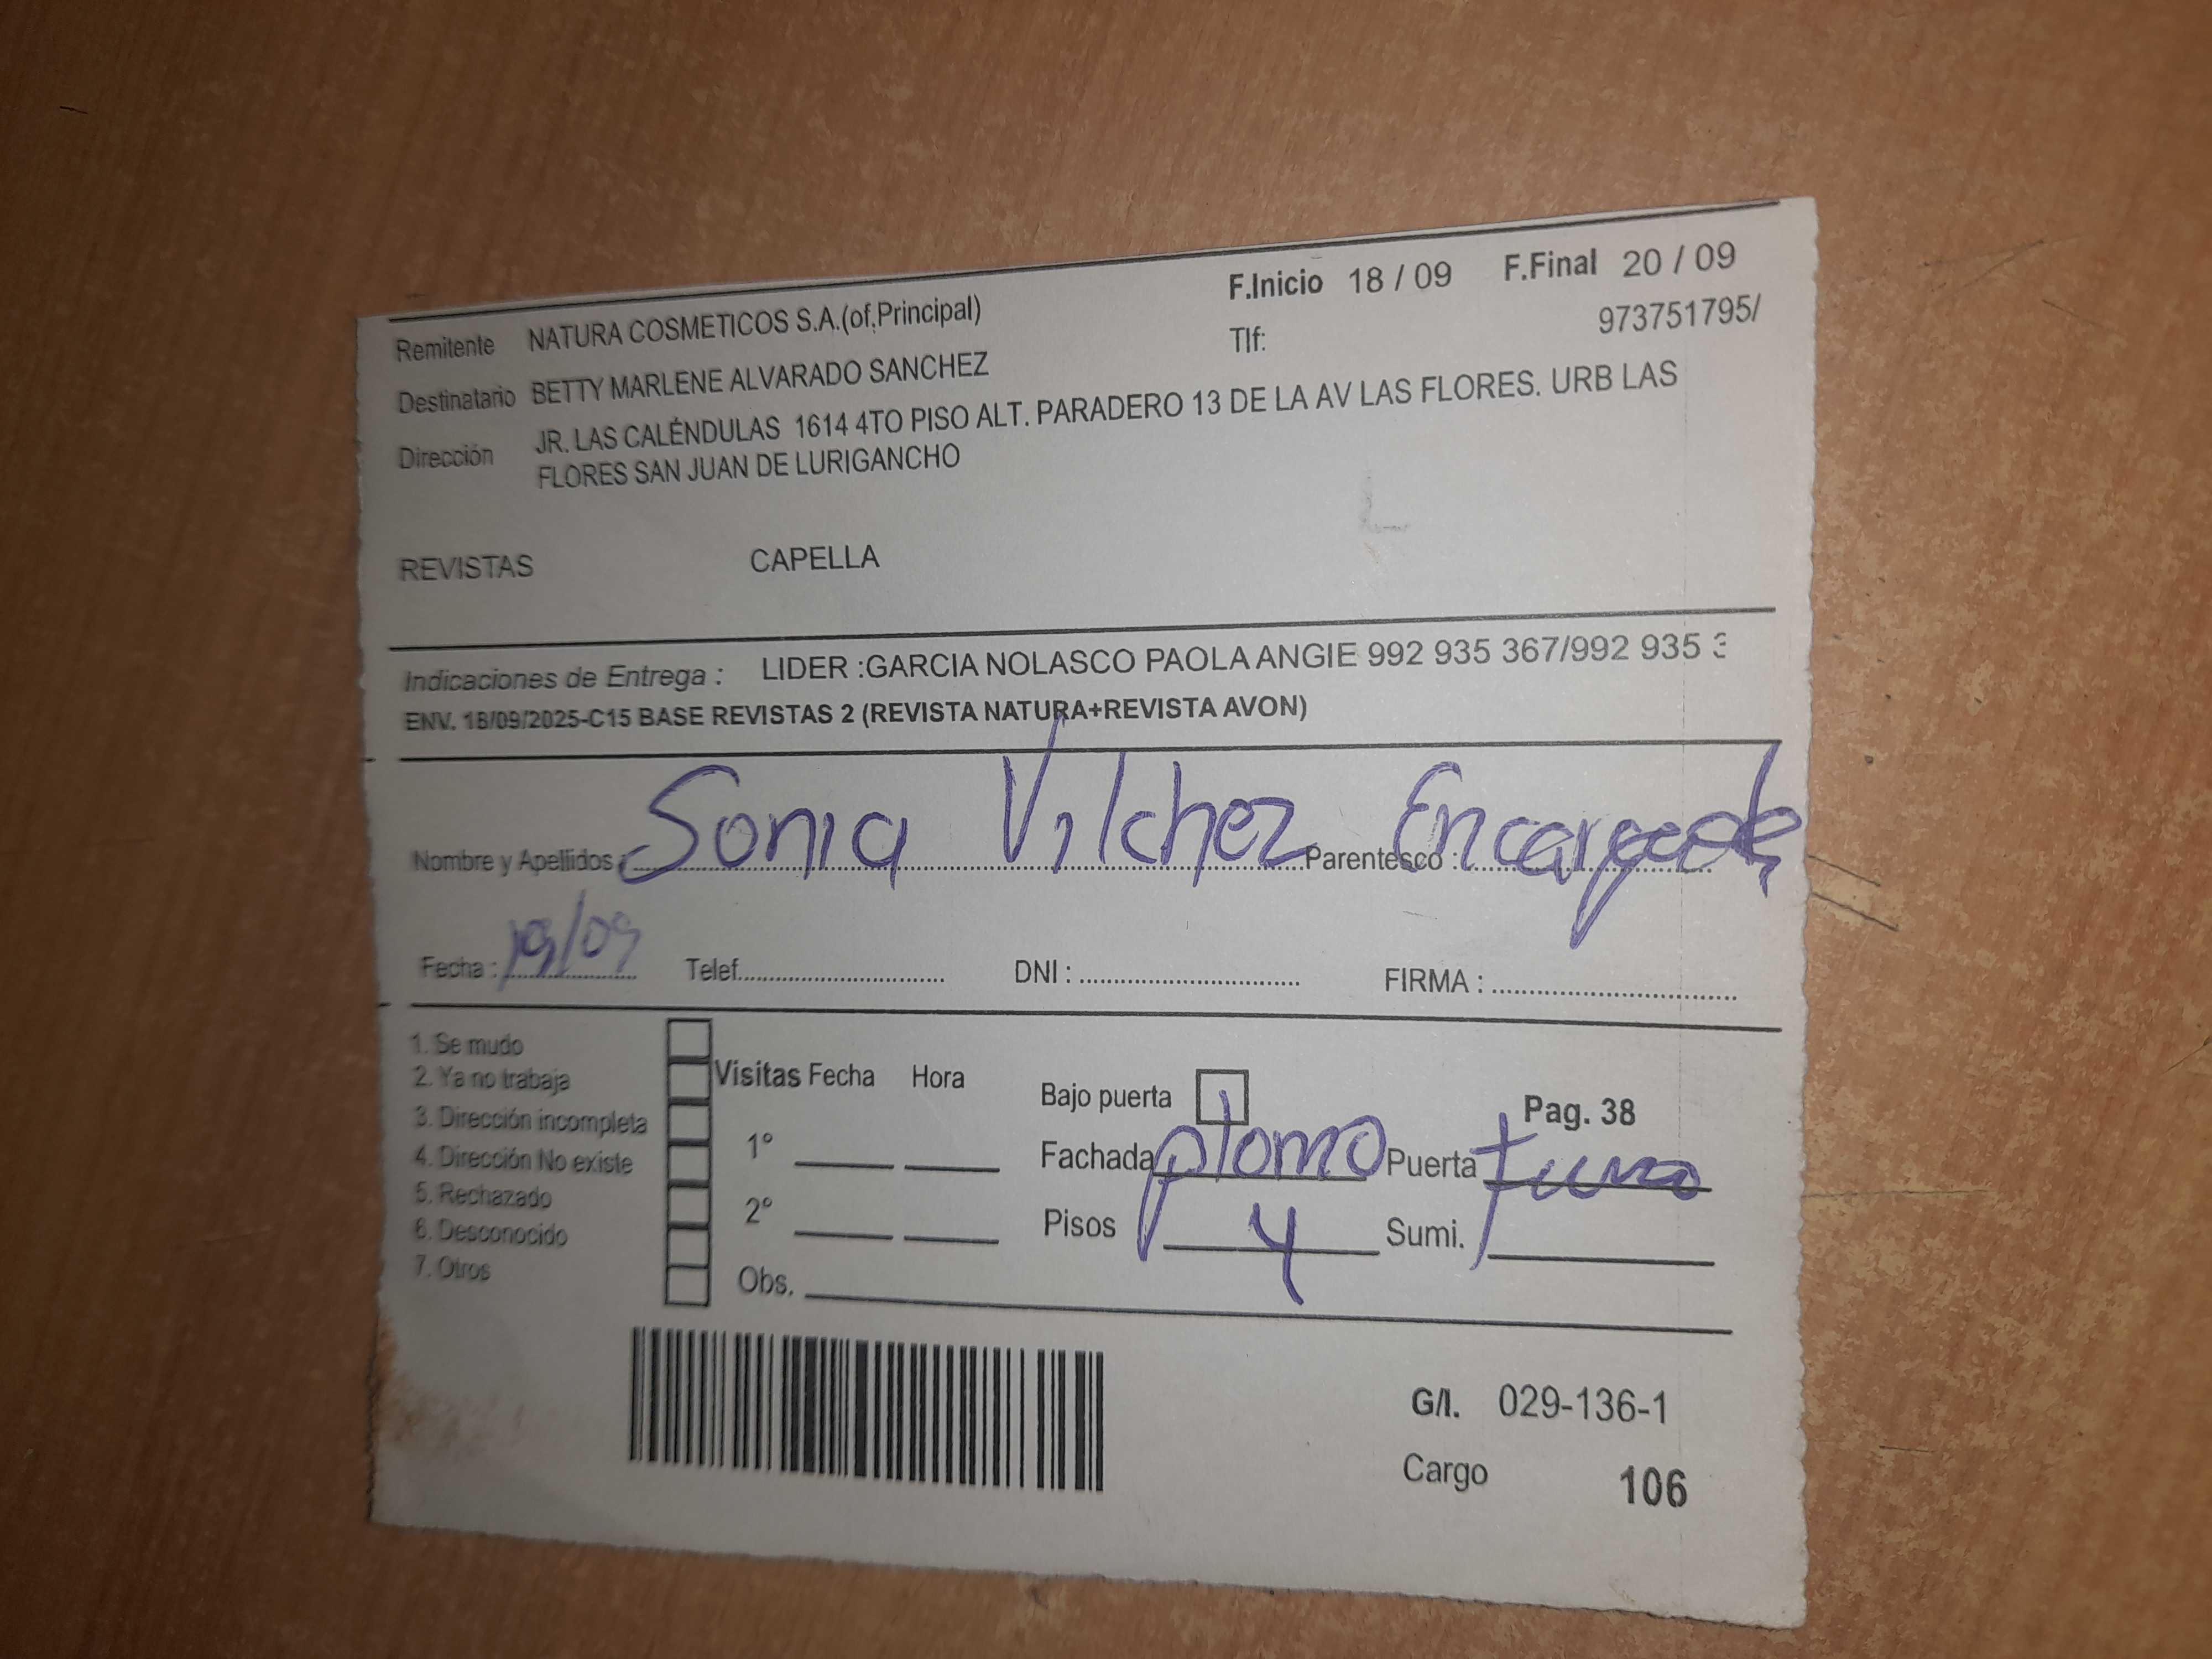 F.Inicio 18 / 09 F.Final 20 / 09
Remitente NATURA COSMETICOS S.A.(of.Principal)
Tlf: 973751795/
Destinatario BETTY MARLENE ALVARADO SANCHEZ
Dirección JR. LAS CALÉNDULAS 1614 4TO PISO ALT. PARADERO 13 DE LA AV LAS FLORES. URB LAS
FLORES SAN JUAN DE LURIGANCHO
REVISTAS CAPELLA
Indicaciones de Entrega : LIDER :GARCIA NOLASCO PAOLA ANGIE 992 935 367/992 935 3
ENV. 18/09/2025-C15 BASE REVISTAS 2 (REVISTA NATURA+REVISTA AVON)
Nombre y Apellidos Sonia Vilchez Parentesco : Encargada
Fecha : 19/09 Telef. DNI : FIRMA :
1. Se mudo
2. Ya no trabaja
3. Dirección incompleta
4. Dirección No existe
5. Rechazado
6. Desconocido
7. Otros
Visitas Fecha Hora
1°
2°
Obs.
Bajo puerta
Pag. 38
Fachada plomo Puerta
Pisos 4 Sumi.
G/I. 029-136-1
Cargo 106